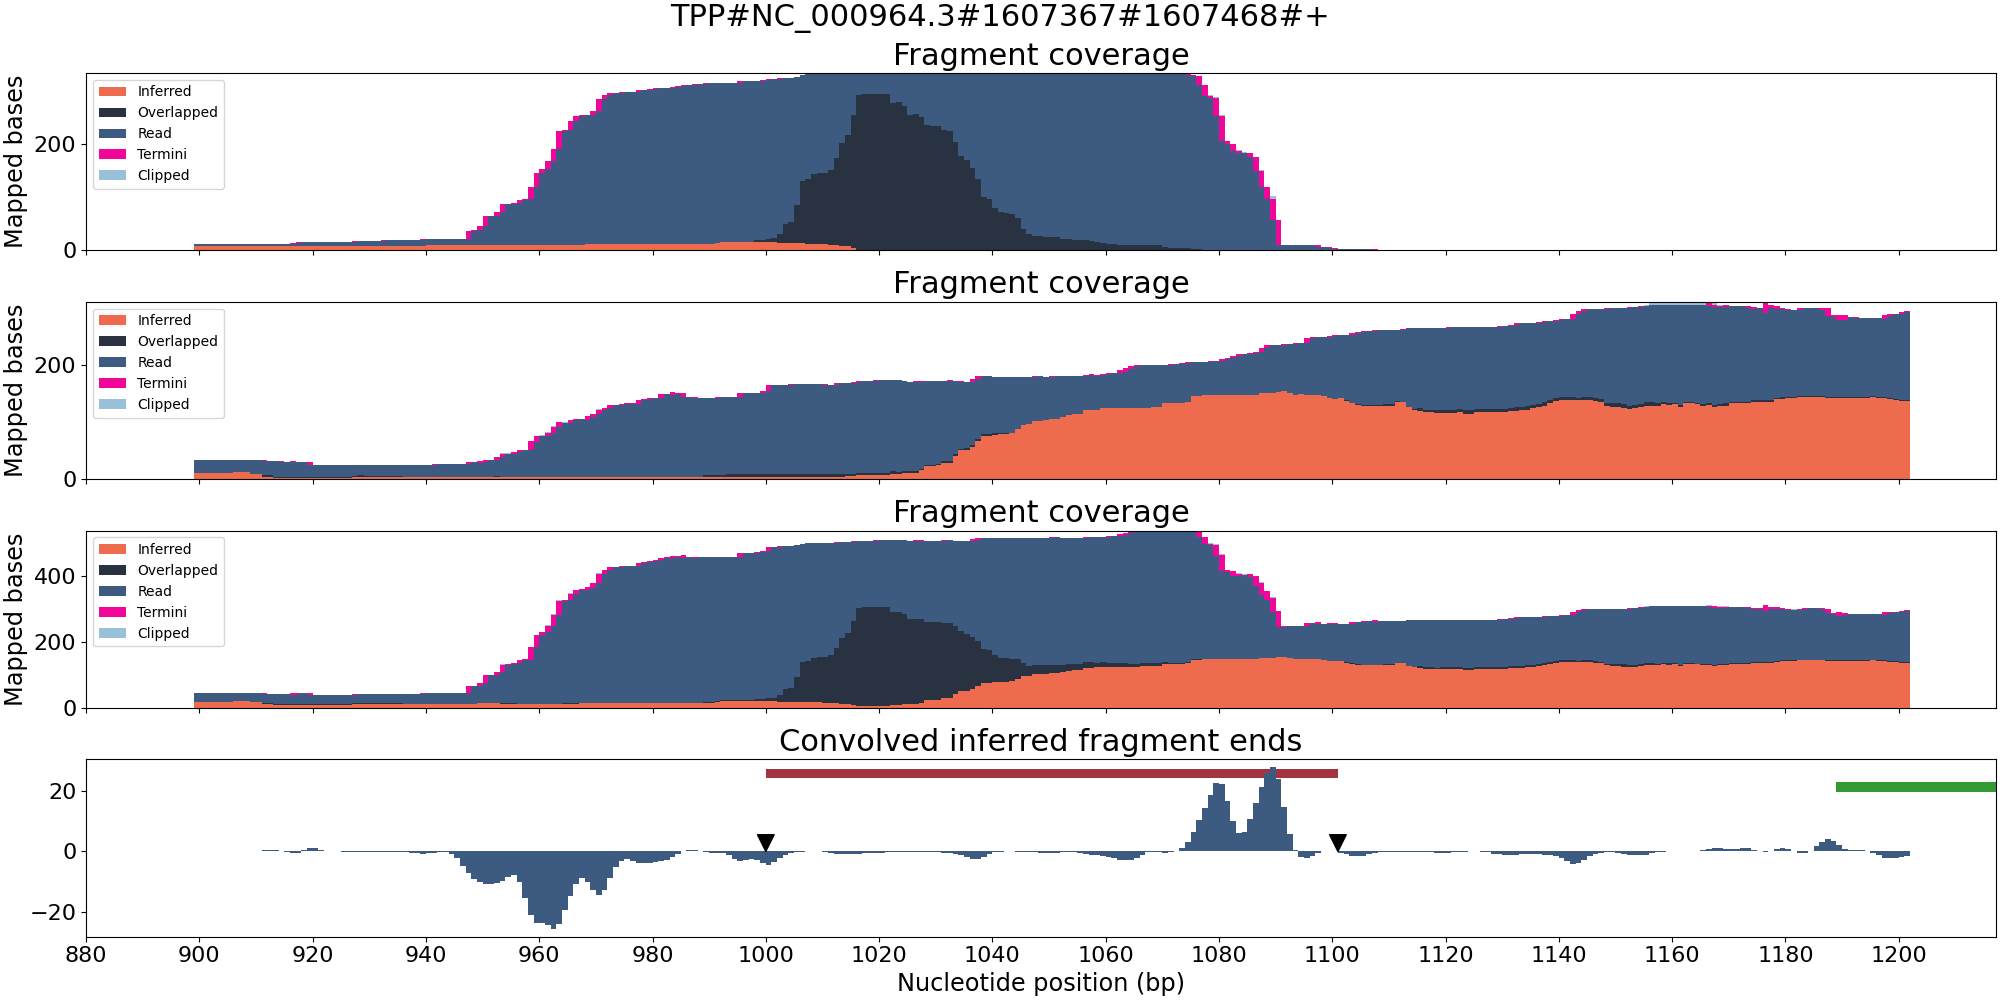 TPP#NC_000964.3#1607367#1607468#+
Fragment coverage
Mapped bases
200
0
Inferred
Overlapped
Read
Termini
Clipped
Fragment coverage
Mapped bases
200
0
Inferred
Overlapped
Read
Termini
Clipped
Fragment coverage
Mapped bases
400
200
0
Inferred
Overlapped
Read
Termini
Clipped
Convolved inferred fragment ends
20
0
−20
880 900 920 940 960 980 1000 1020 1040 1060 1080 1100 1120 1140 1160 1180 1200
Nucleotide position (bp)